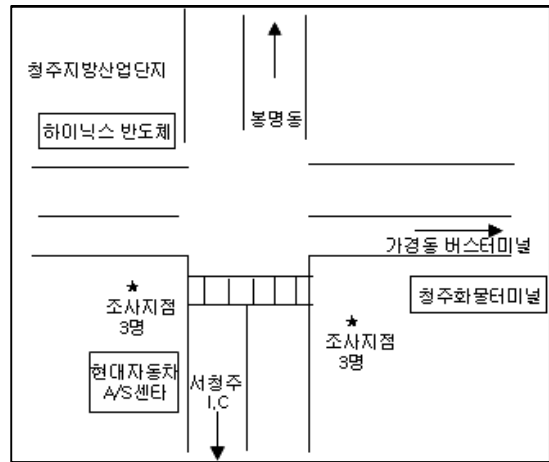 청주지방산업단지
하이닉스 반도체
봉명동
가경동 버스터미널
청주화물터미널
조사지점
3명
조사지점
3명
현대자동차
A/S센타
서청주
I,C